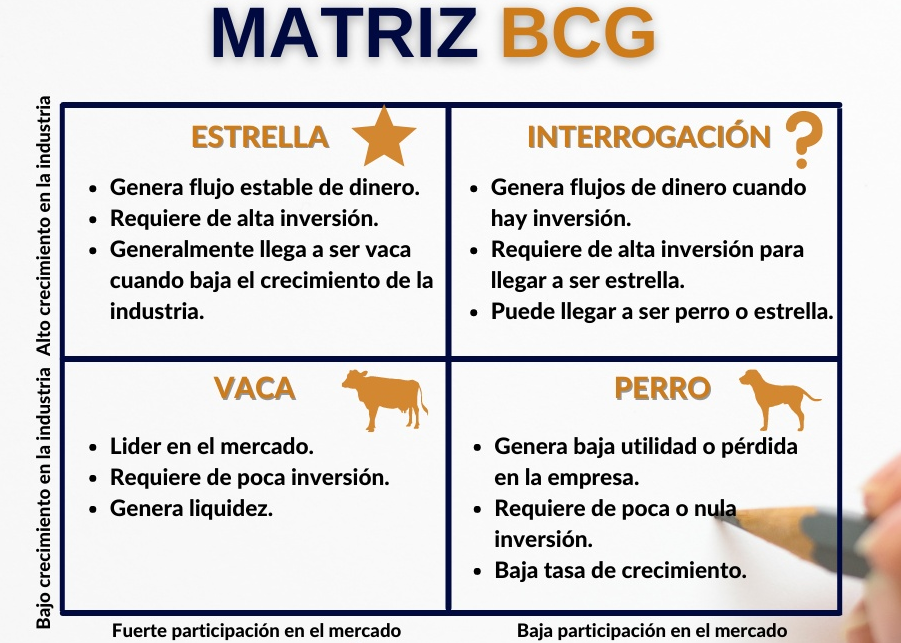 MATRIZ BCG
Alto crecimiento en la industria
ESTRELLA
• Genera flujo estable de dinero.
• Requiere de alta inversión.
• Generalmente llega a ser vaca
cuando baja el crecimiento de la
industria.
INTERROGACIÓN ?
• Genera flujos de dinero cuando
hay inversión.
• Requiere de alta inversión para
llegar a ser estrella.
• Puede llegar a ser perro o estrella.
Bajo crecimiento en la industria
VACA
• Lider en el mercado.
• Requiere de poca inversión.
• Genera liquidez.
PERRO
• Genera baja utilidad o pérdida
en la empresa.
• Requiere de poca o nula
inversión.
• Baja tasa de crecimiento.
Fuerte participación en el mercado
Baja participación en el mercado